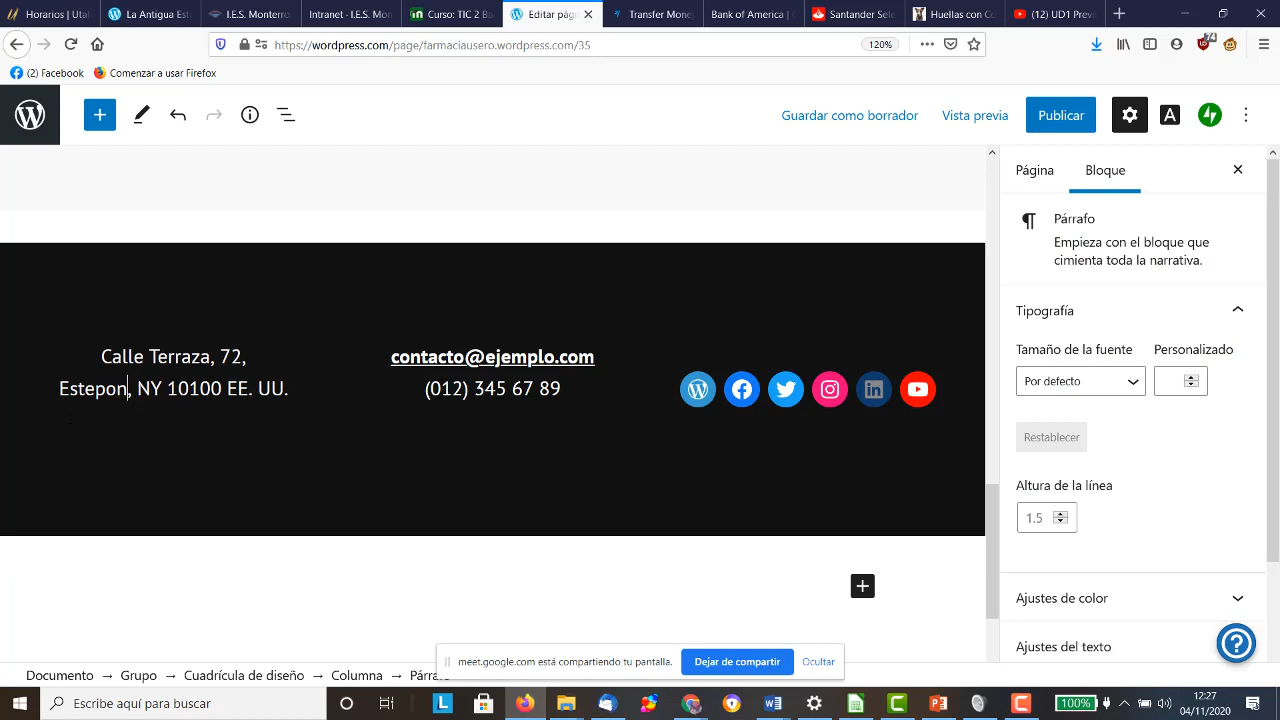 Horarios | Utak
La Antigua Est
I.E.S. Monterro
Intranet - I.E.S. Mon
Curso: TIC 2 Ba
Editar pág
Transfer Mone
Bank of America | B
Santander Sele
Huellas con Co
(12) UD1 Previ
https://wordpress.com/page/farmaciausero.wordpress.com/35
120%
74
(2) Facebook
Comenzar a usar Firefox
Guardar como borrador
Vista previa
Publicar
A
Página
Bloque
Párrafo
Empieza con el bloque que
cimienta toda la narrativa.
Tipografía
Tamaño de la fuente
Personalizado
Por defecto
Restablecer
Altura de la línea
1.5
Ajustes de color
Ajustes del texto
Calle Terraza, 72,
Estepon, NY 10100 EE. UU.
contacto@ejemplo.com
(012) 345 67 89
meet.google.com está compartiendo tu pantalla.
Dejar de compartir
Ocultar
Documento → Grupo → Cuadrícula de diseño → Columna → Párrafo
Escribe aquí para buscar
100%
12:27
04/11/2020